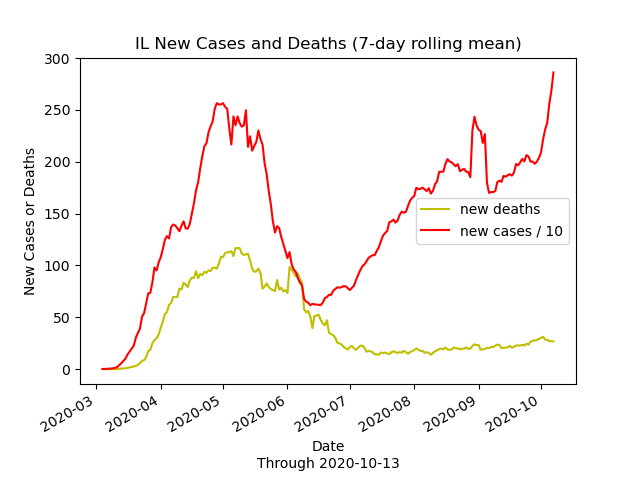 IL New Cases and Deaths (7-day rolling mean)
New Cases or Deaths
300
250
200
150
100
50
0
new deaths
new cases / 10
2020-03
2020-04
2020-05
2020-06
2020-07
2020-08
2020-09
2020-10
Date
Through 2020-10-13